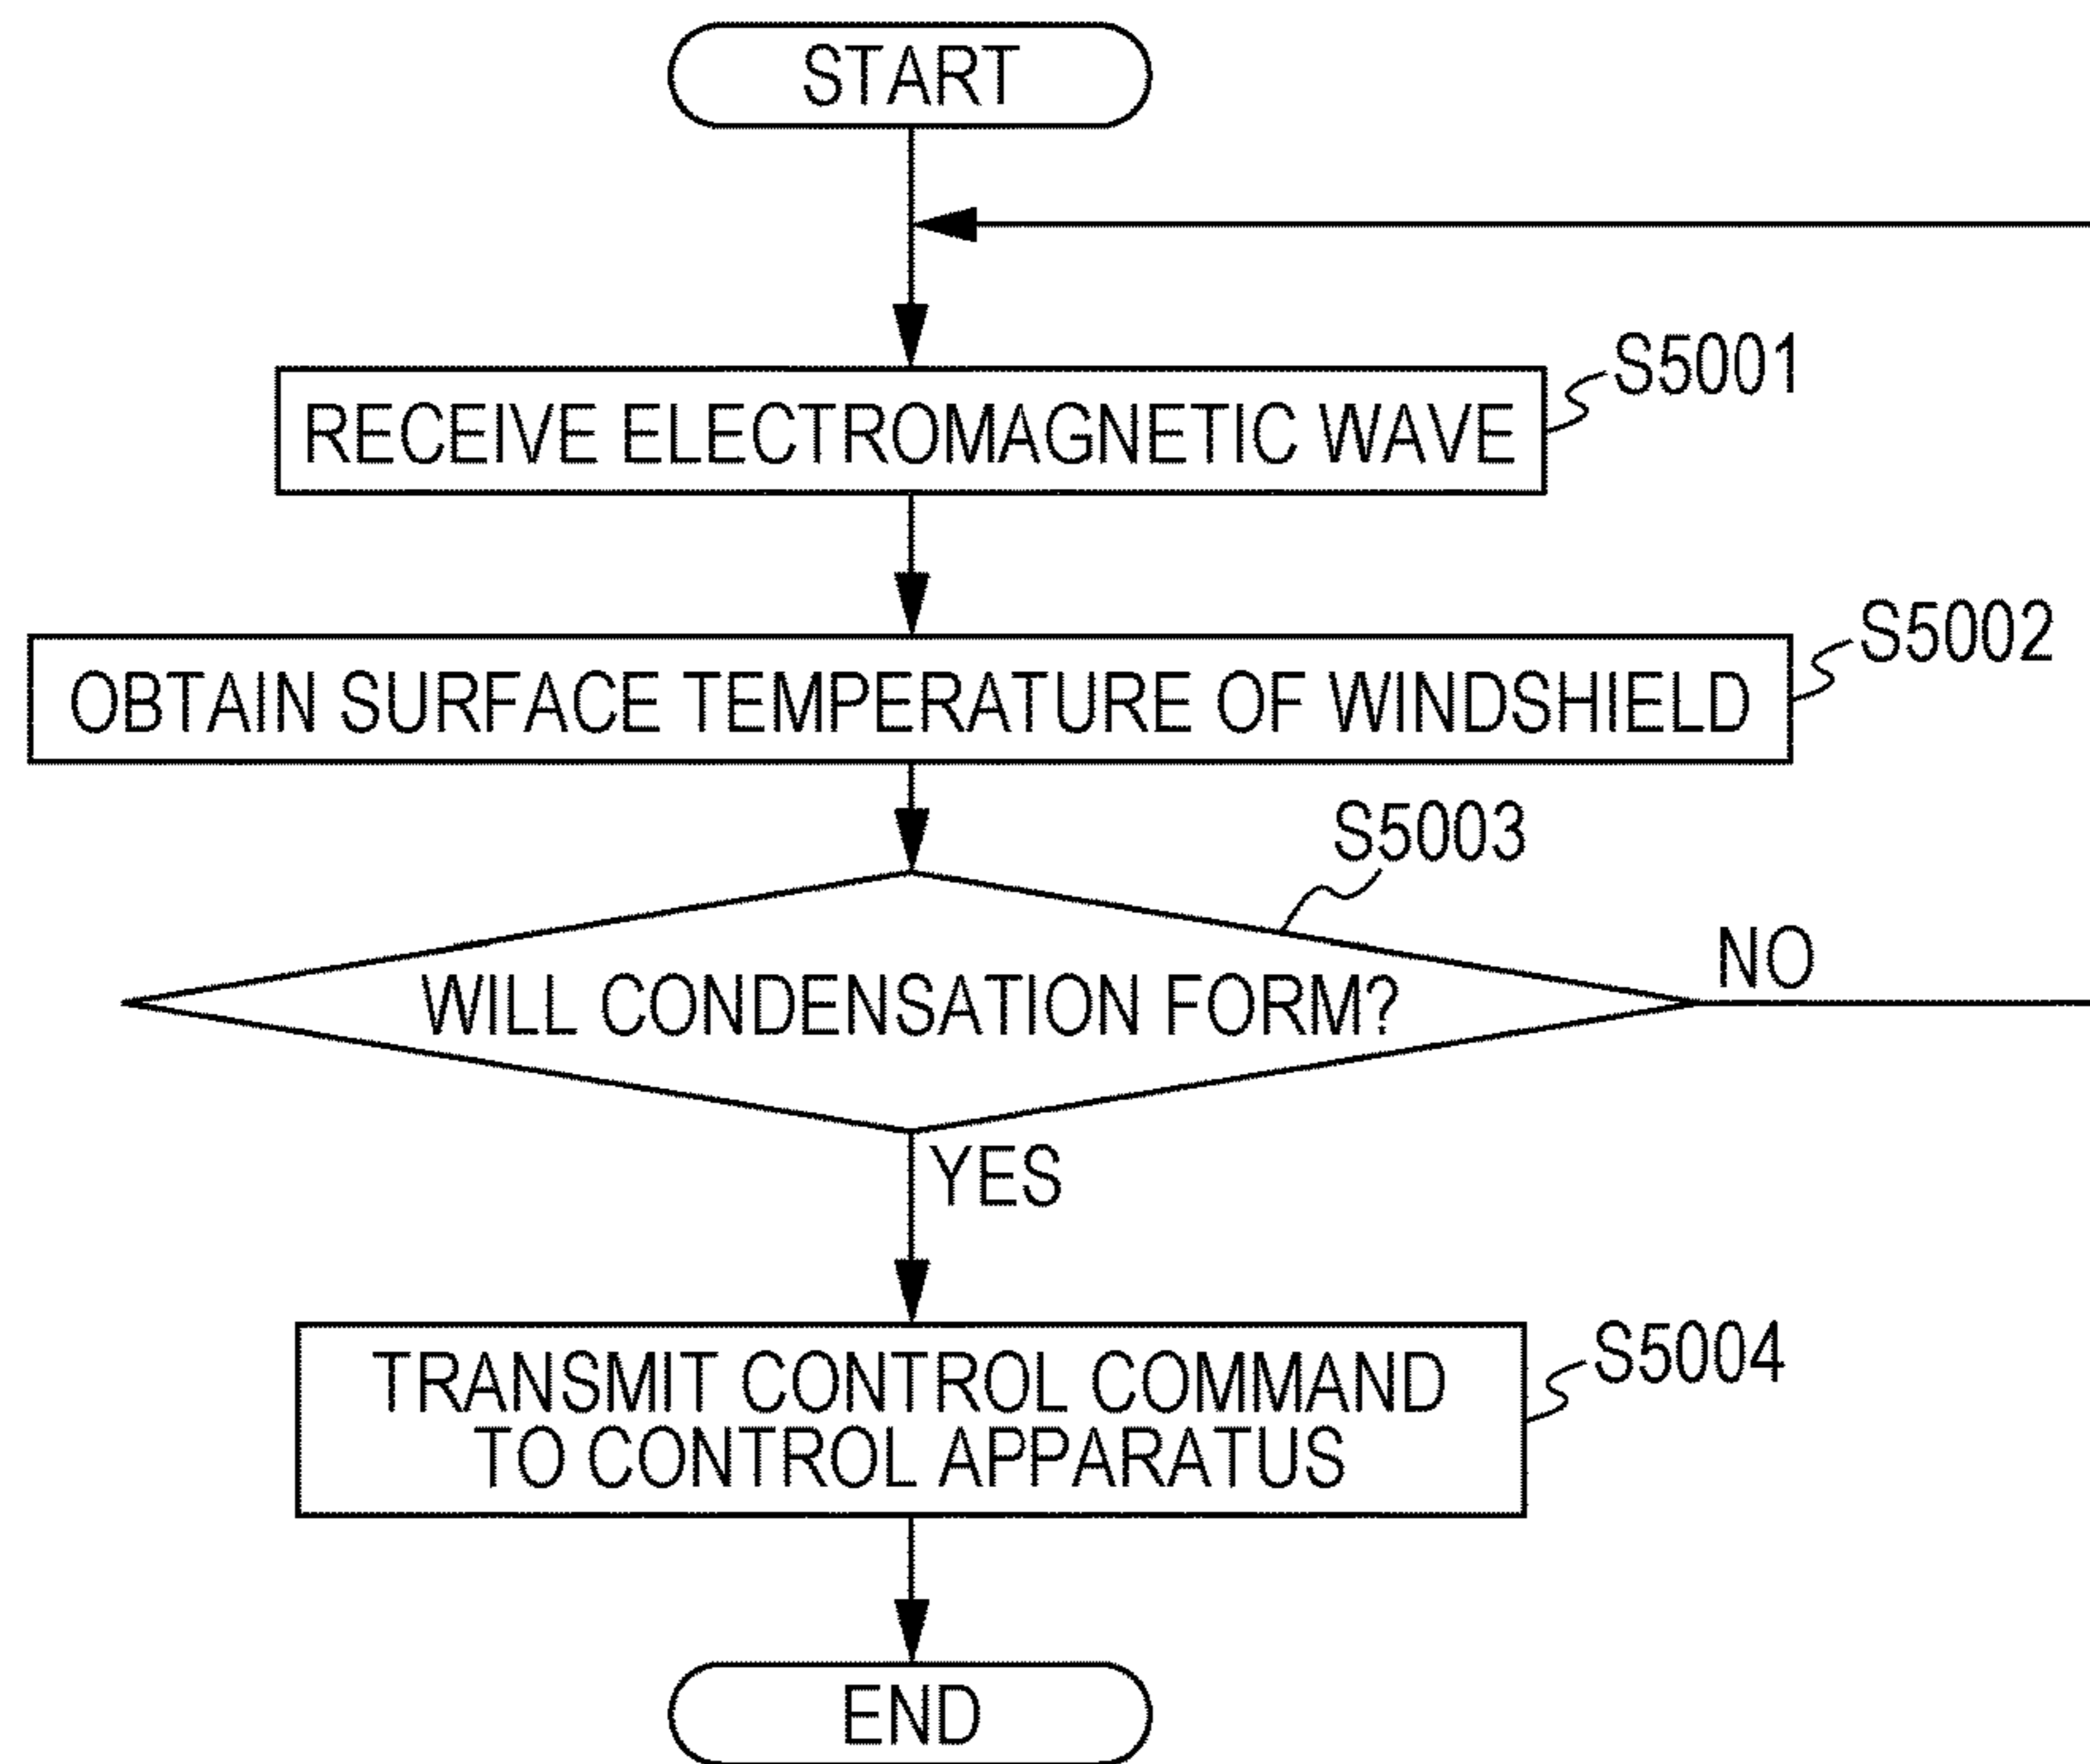 START
S5001
RECEIVE ELECTROMAGNETIC WAVE
S5002
OBTAIN SURFACE TEMPERATURE OF WINDSHIELD
S5003
NO
WILL CONDENSATION FORM?
YES
TRANSMIT CONTROL COMMAND
S5004
TO CONTROL APPARATUS
END